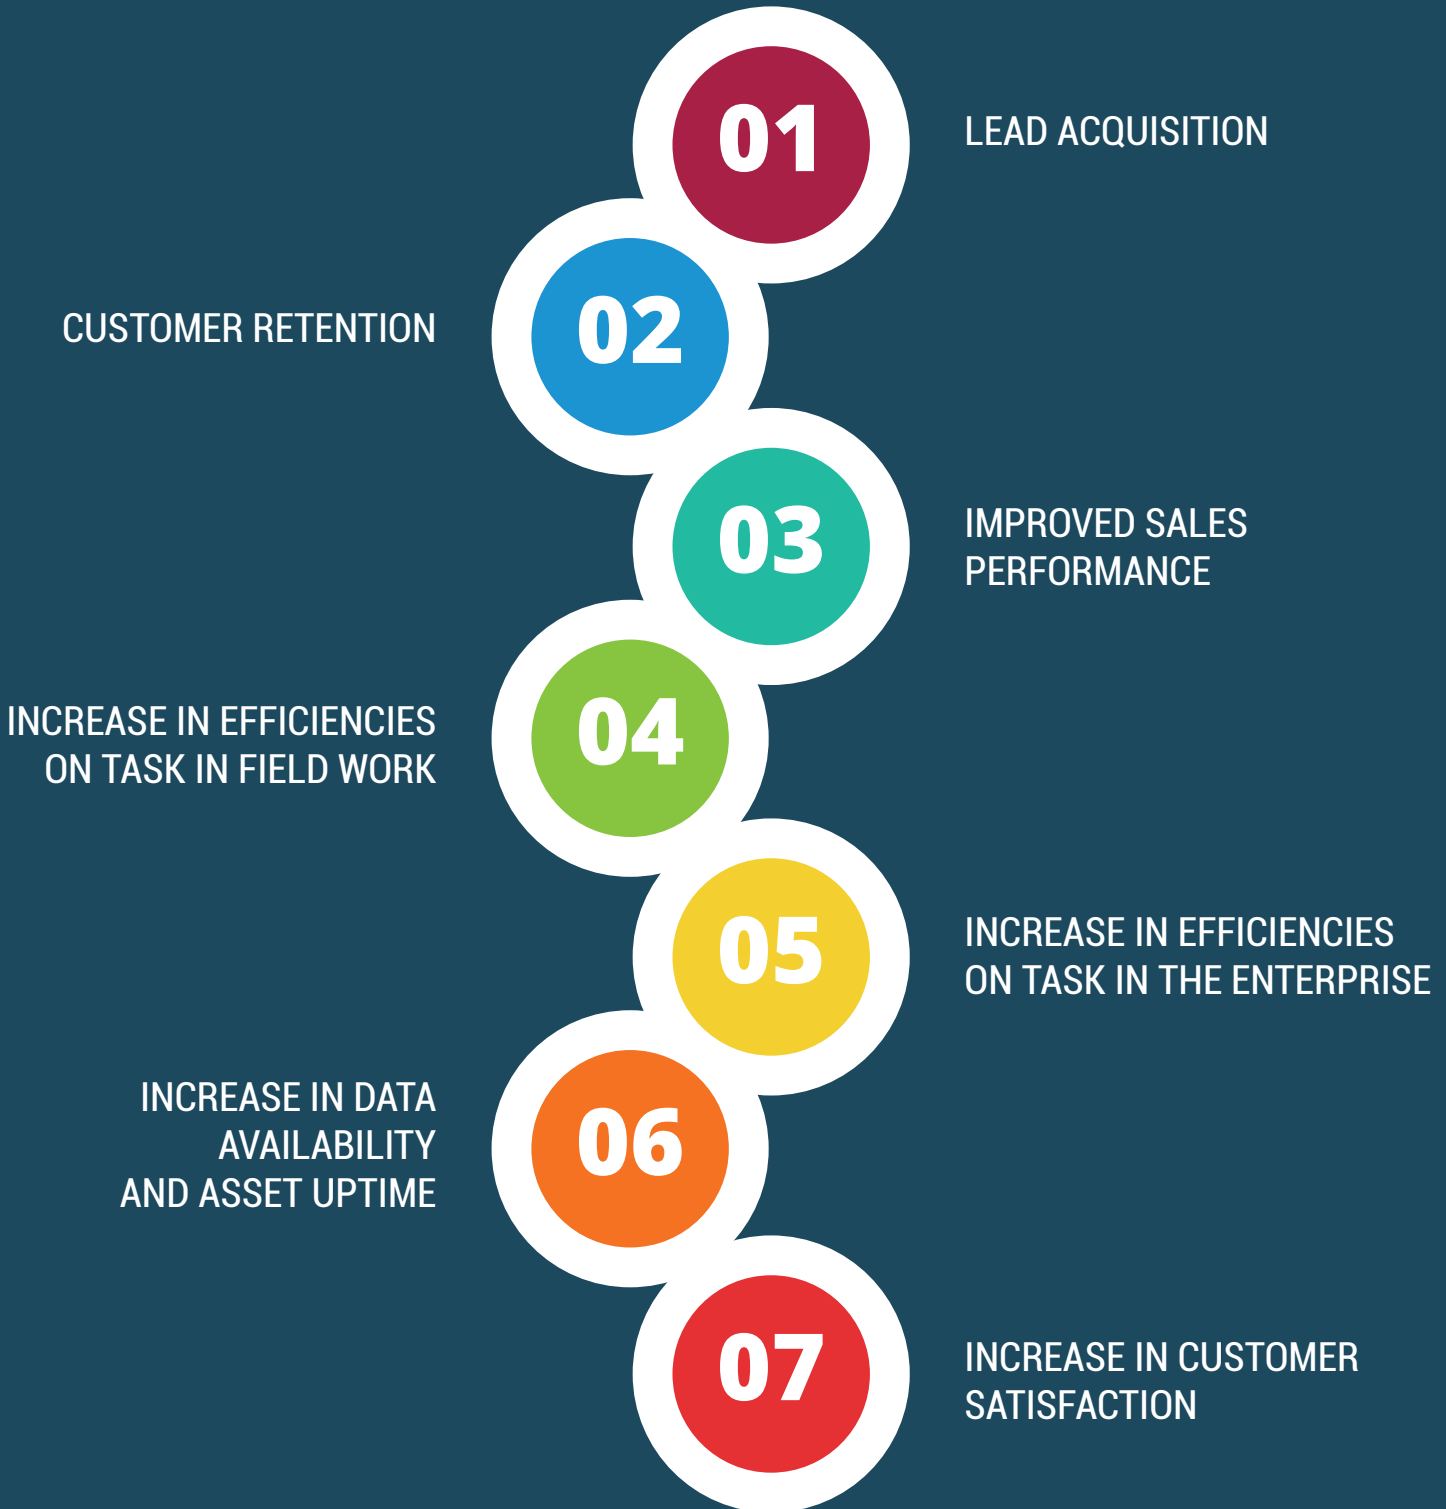 01
LEAD ACQUISITION
02
CUSTOMER RETENTION
03
IMPROVED SALES
PERFORMANCE
04
INCREASE IN EFFICIENCIES
ON TASK IN FIELD WORK
05
INCREASE IN EFFICIENCIES
ON TASK IN THE ENTERPRISE
06
INCREASE IN DATA
AVAILABILITY
AND ASSET UPTIME
07
INCREASE IN CUSTOMER
SATISFACTION